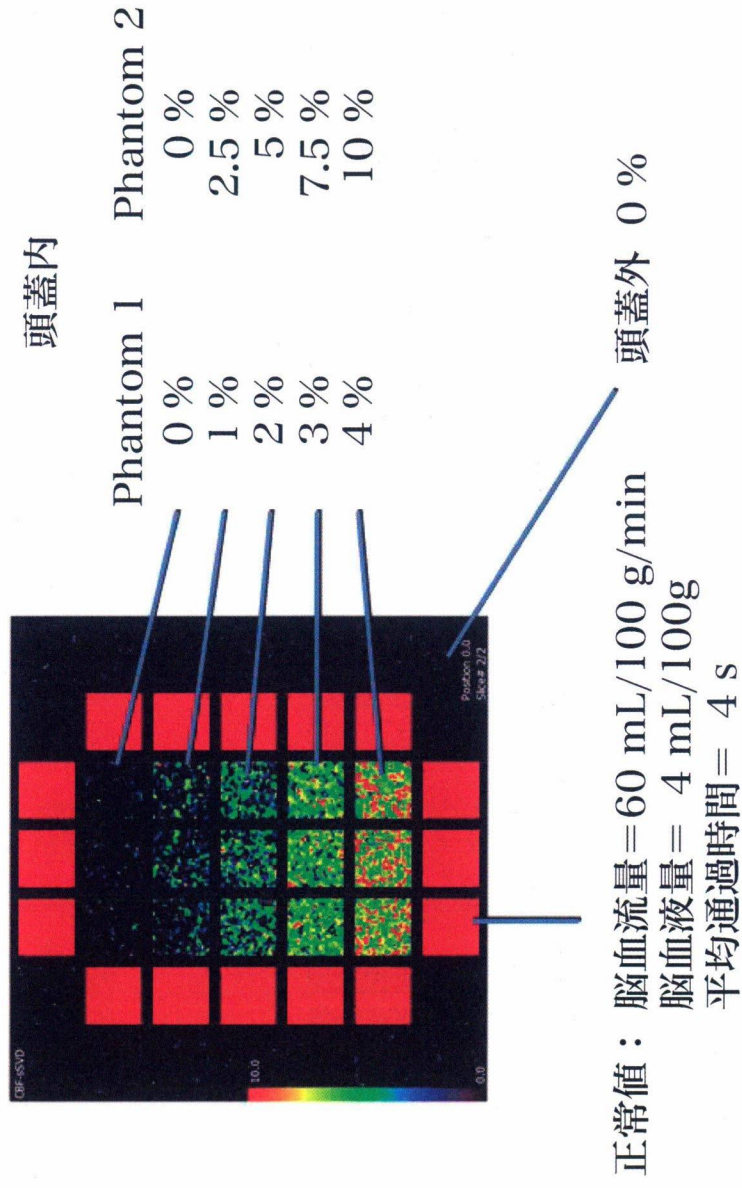 頭蓋内
Phantom 1
0 %
1 %
2 %
3 %
4 %
Phantom 2
0 %
2.5 %
5 %
7.5 %
10 %
CBF-sSVD
10.0
0.0
Position 0.0
Slice# 2/2
頭蓋外 0 %
正常値：脳血流量＝60 mL/100 g/min
脳血液量＝ 4 mL/100g
平均通過時間＝ 4 s